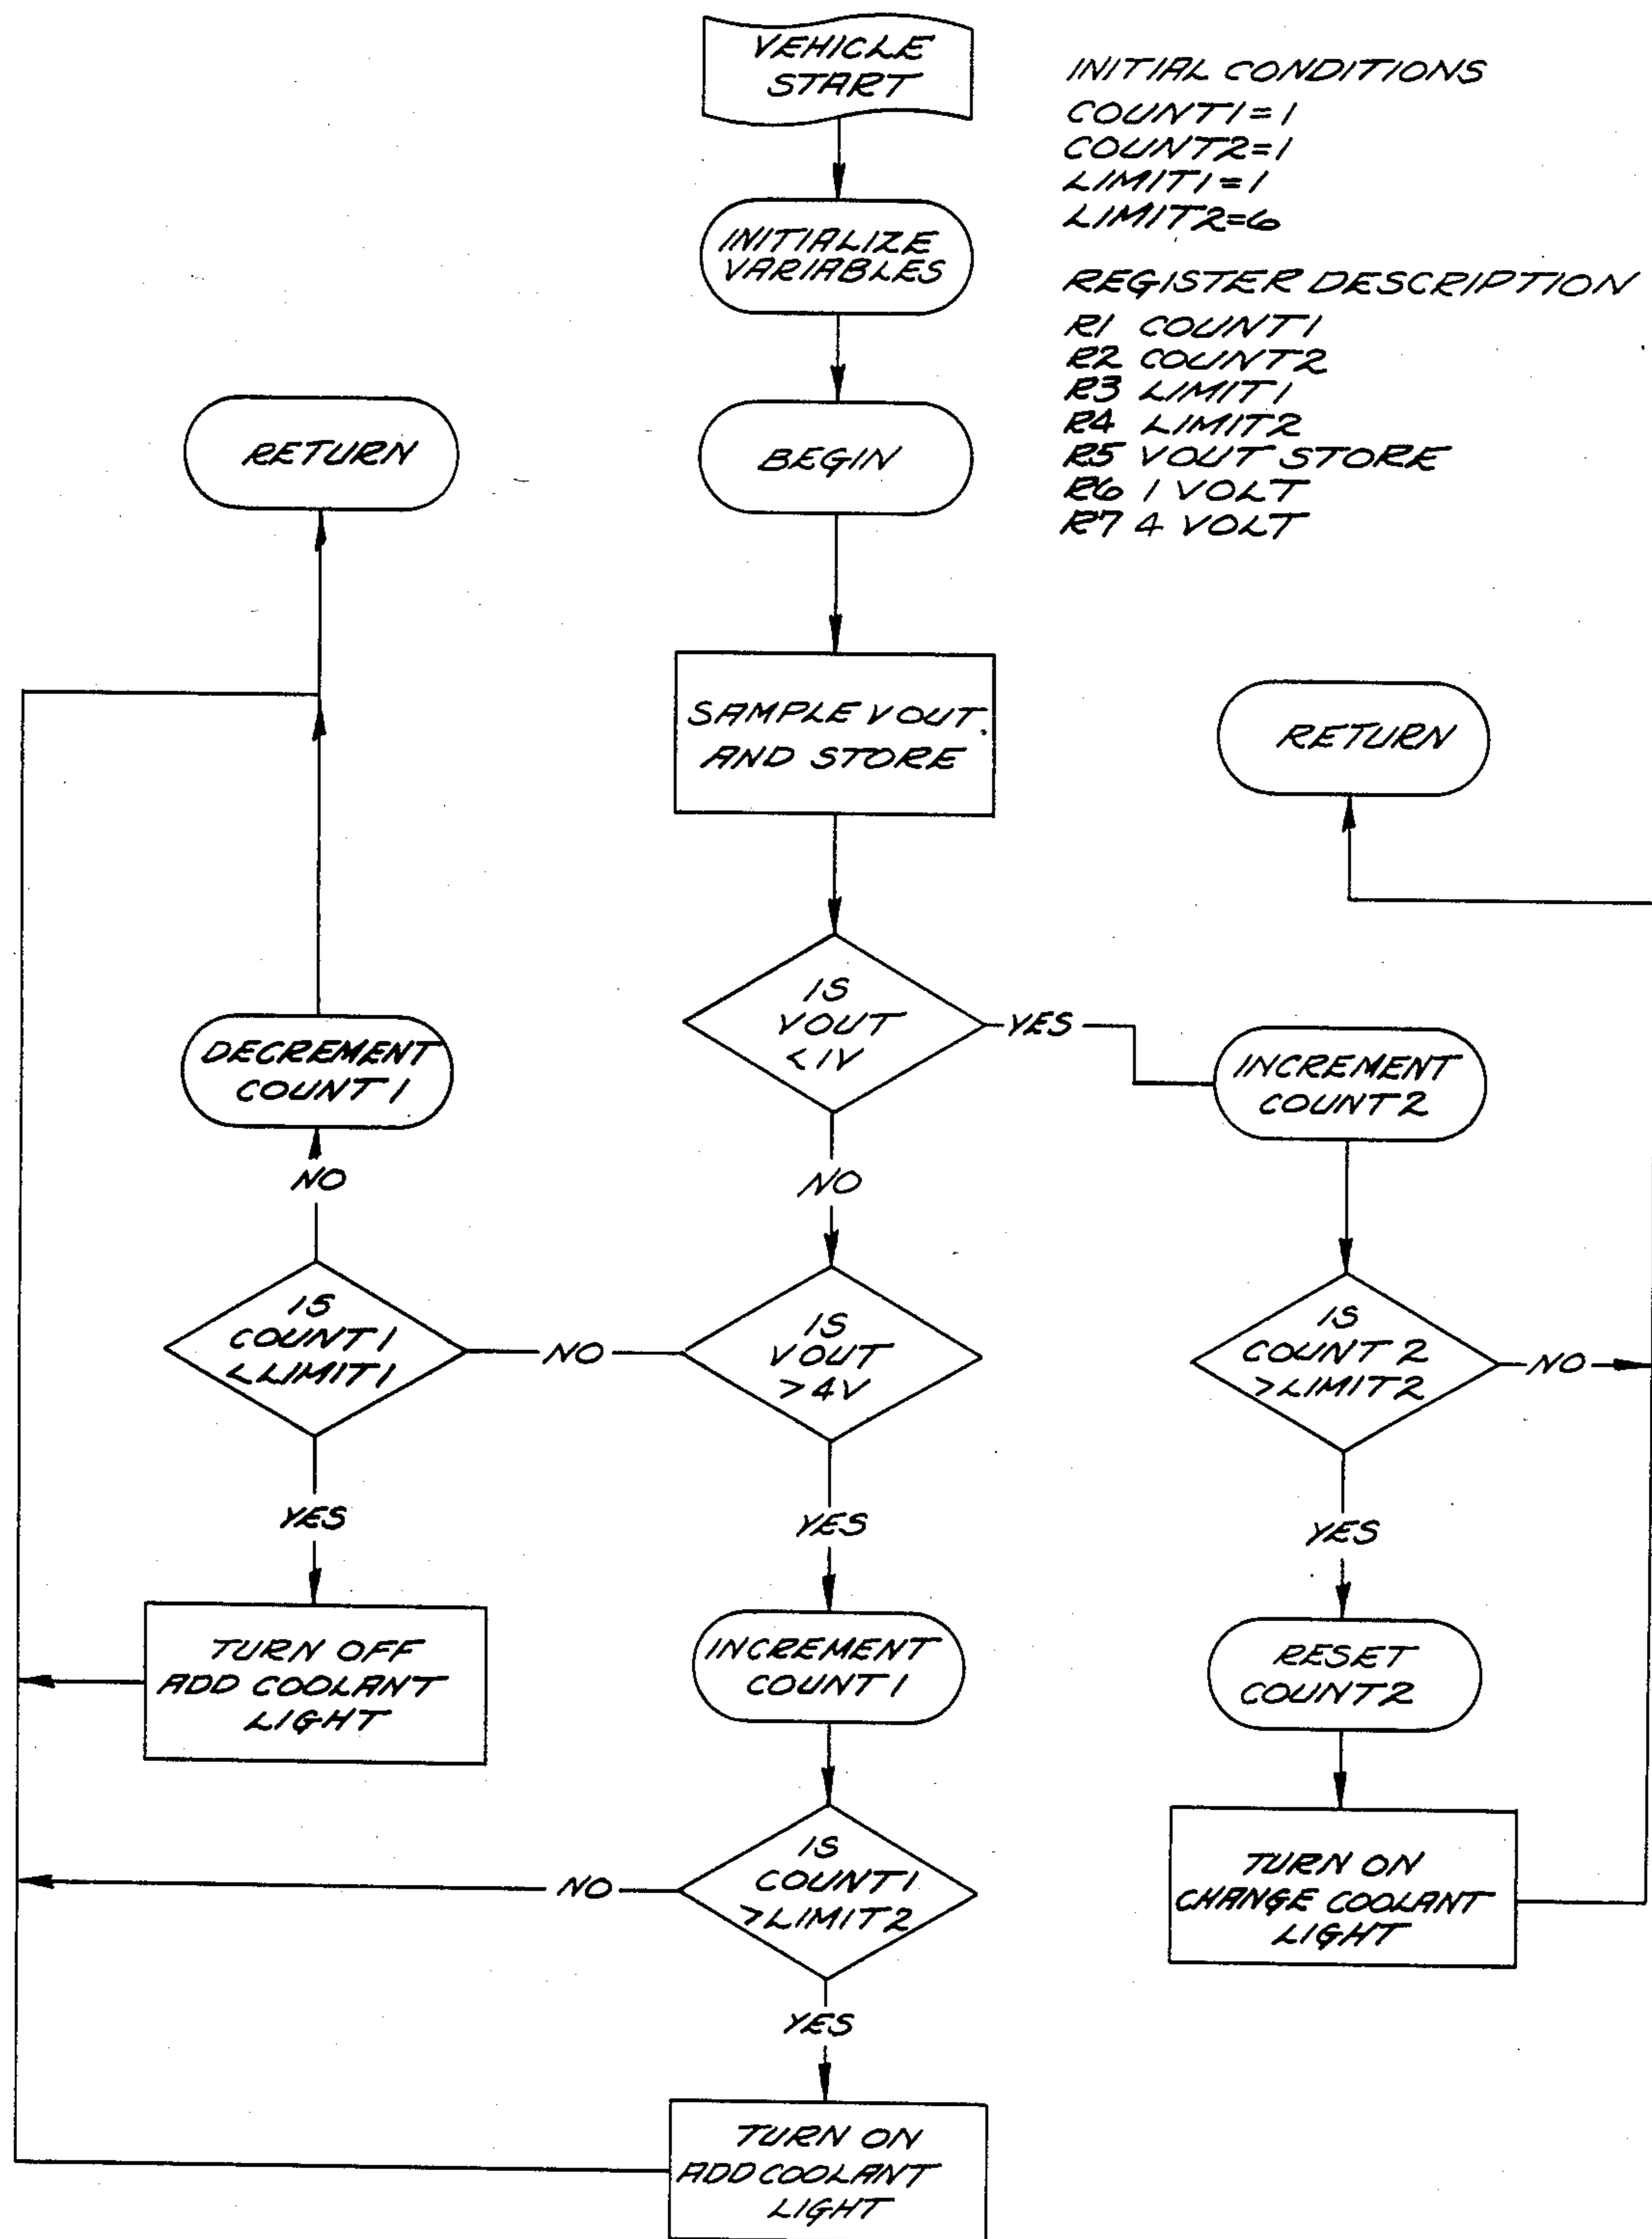 VEHICLE
START
INITIAL CONDITIONS
COUNT1=1
COUNT2=1
LIMIT1=1
LIMIT2=6
INITIALIZE
VARIABLES
REGISTER DESCRIPTION
R1 COUNT1
R2 COUNT2
R3 LIMIT1
R4 LIMIT2
R5 VOUT STORE
R6 1 VOLT
R7 4 VOLT
RETURN
BEGIN
SAMPLE VOUT
AND STORE
RETURN
IS
VOUT
<1V
YES
INCREMENT
COUNT2
DECREMENT
COUNT1
NO
NO
IS
COUNT1
<LIMIT1
NO
IS
VOUT
>4V
IS
COUNT2
>LIMIT2
NO
YES
YES
YES
TURN OFF
ADD COOLANT
LIGHT
INCREMENT
COUNT1
RESET
COUNT2
NO
IS
COUNT1
>LIMIT2
TURN ON
CHANGE COOLANT
LIGHT
YES
TURN ON
ADD COOLANT
LIGHT